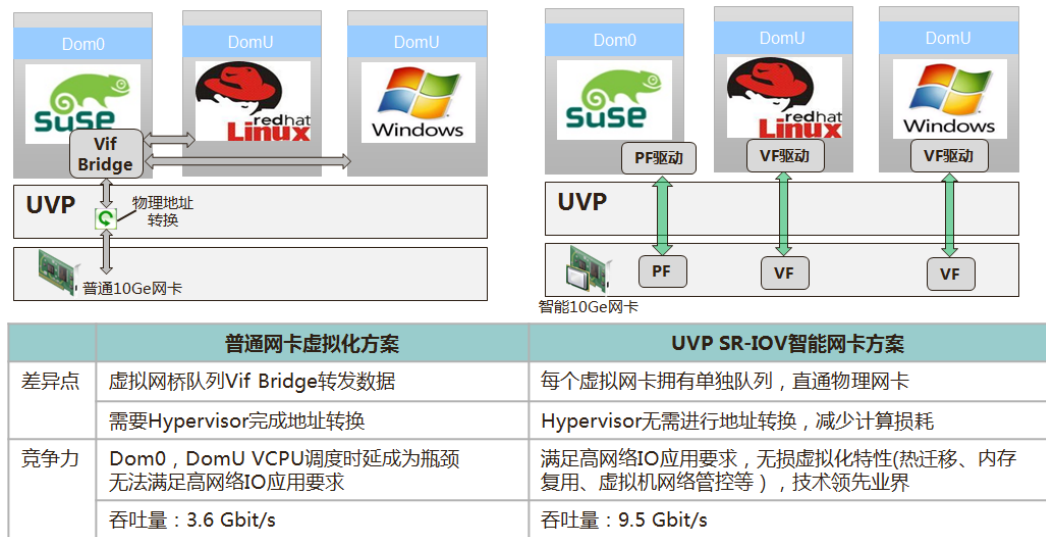 Dom0
DomU
DomU
SUSE
redhat
Linux
Windows
Vif
Bridge
UVP
物理地址
转换
普通10Ge网卡
Dom0
DomU
DomU
SUSE
redhat
Linux
Windows
PF驱动
VF驱动
VF驱动
UVP
PF
VF
VF
智能10Ge网卡
普通网卡虚拟化方案
UVP SR-IOV智能网卡方案
差异点
虚拟网桥队列Vif Bridge转发数据
每个虚拟网卡拥有单独队列，直通物理网卡
需要Hypervisor完成地址转换
Hypervisor无需进行地址转换，减少计算损耗
竞争力
Dom0，DomU VCPU调度时延成为瓶颈
无法满足高网络IO应用要求
满足高网络IO应用要求，无损虚拟化特性(热迁移、内存
复用、虚拟机网络管控等），技术领先业界
吞吐量：3.6 Gbit/s
吞吐量：9.5 Gbit/s